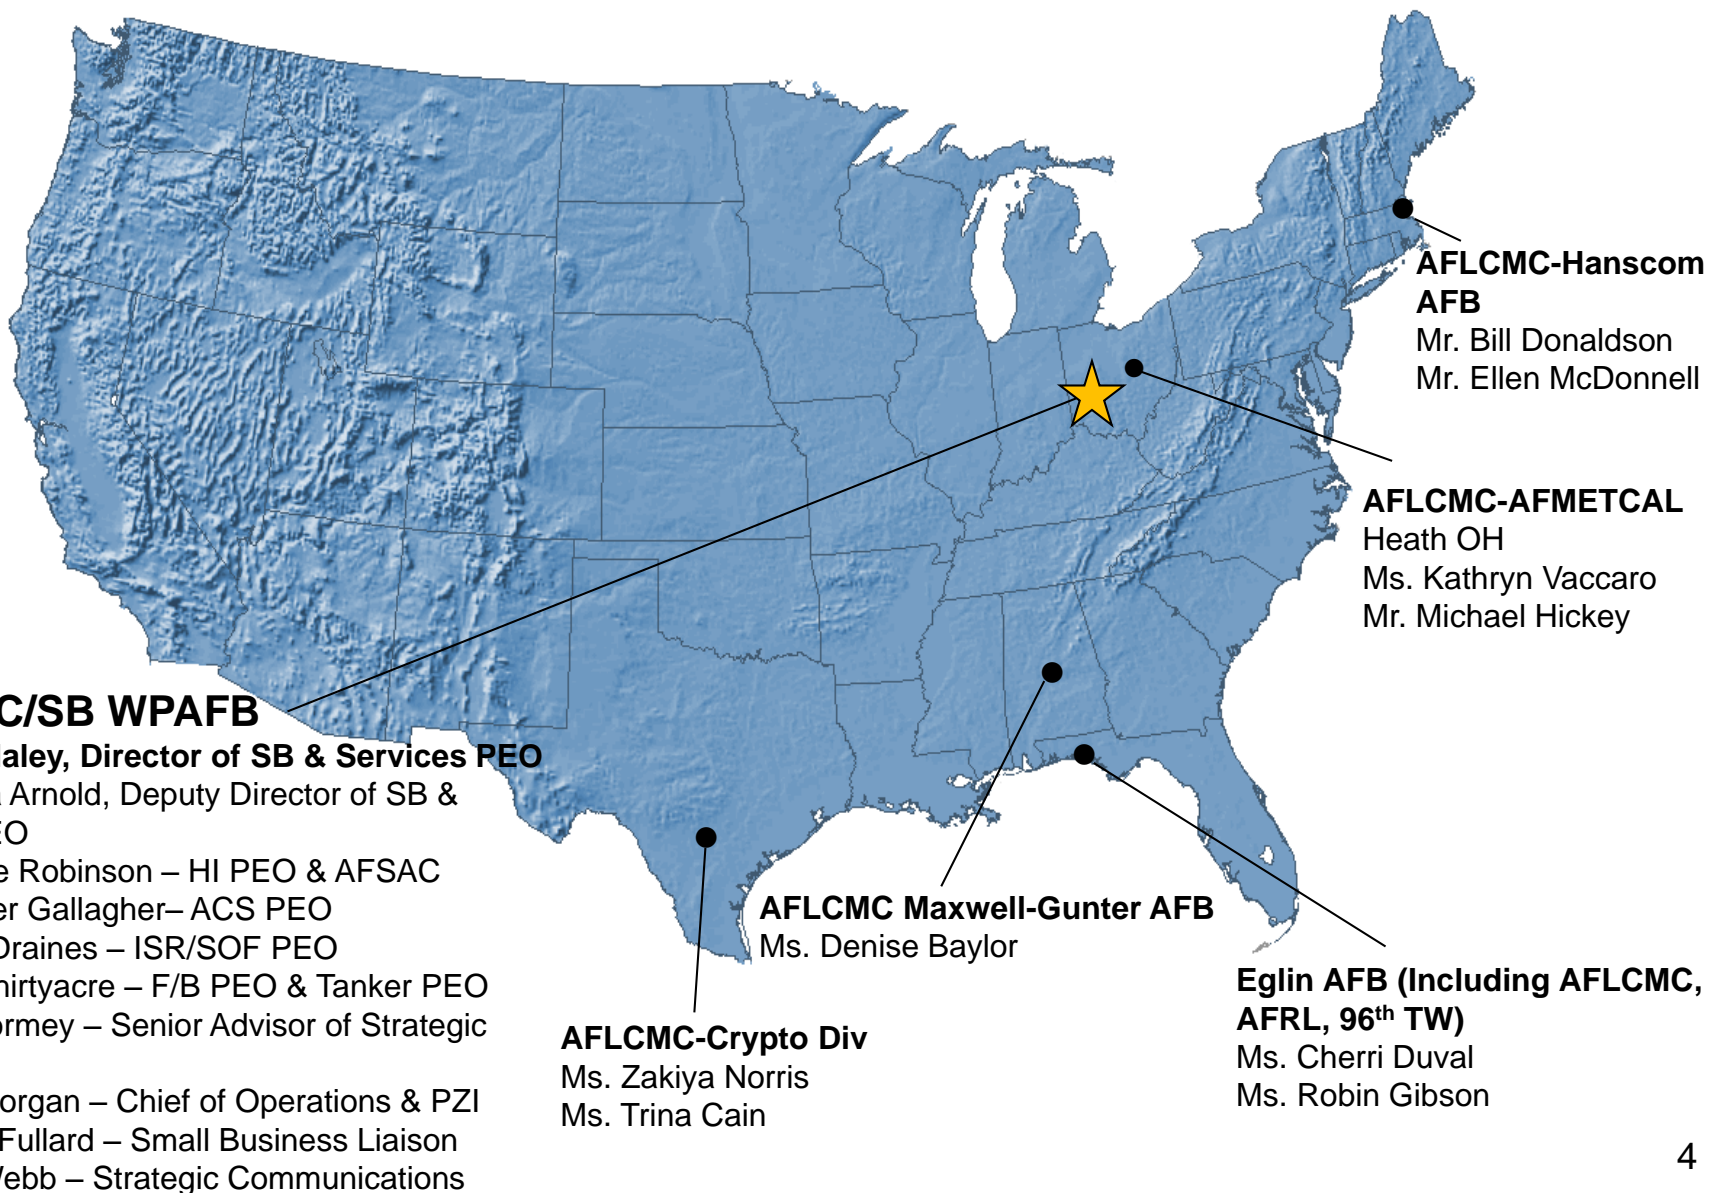 AFLCMC-Hanscom
AFB
Mr. Bill Donaldson
Mr. Ellen McDonnell
AFLCMC-AFMETCAL
Heath OH
Ms. Kathryn Vaccaro
Mr. Michael Hickey
C/SB WPAFB
aley, Director of SB & Services PEO
Arnold, Deputy Director of SB &
EO
e Robinson – HI PEO & AFSAC
er Gallagher– ACS PEO
Draines – ISR/SOF PEO
hirtyacre – F/B PEO & Tanker PEO
ormey – Senior Advisor of Strategic
organ – Chief of Operations & PZI
Fullard – Small Business Liaison
Webb – Strategic Communications
AFLCMC-Crypto Div
Ms. Zakiya Norris
Ms. Trina Cain
AFLCMC Maxwell-Gunter AFB
Ms. Denise Baylor
Eglin AFB (Including AFLCMC,
AFRL, 96th TW)
Ms. Cherri Duval
Ms. Robin Gibson
4